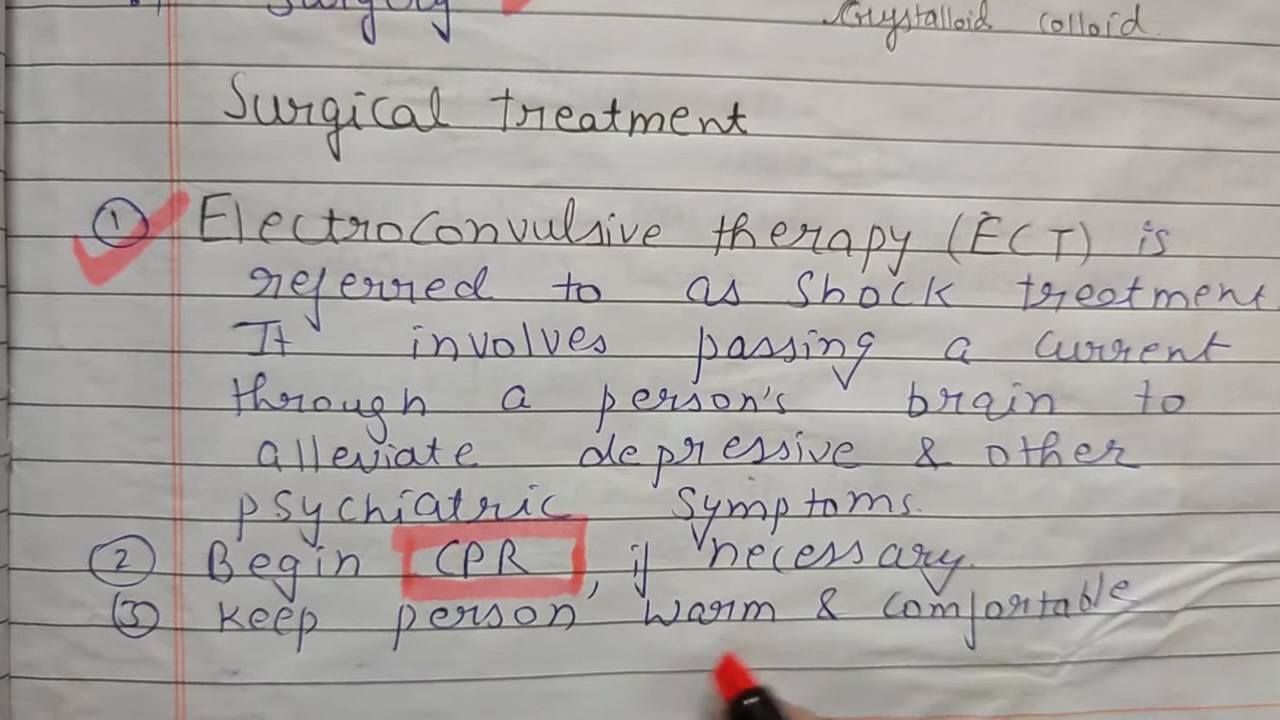 Surgery
Crystalloid colloid.
Surgical treatment
① Electroconvulsive therapy (ECT) is
referred to as Shock treatment
It involves passing a current
through a person's brain to
alleviate depressive & other
psychiatric Symptoms.
② Begin CPR, if necessary.
③ keep person warm & comfortable